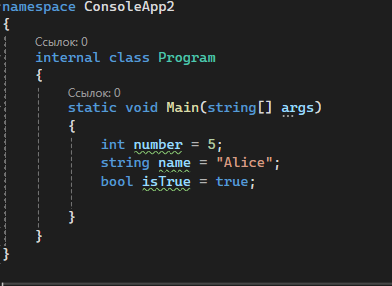 namespace ConsoleApp2
{
Ссылок: 0
internal class Program
{
Ссылок: 0
static void Main(string[] args)
{
int number = 5;
string name = "Alice";
bool isTrue = true;
}
}
}